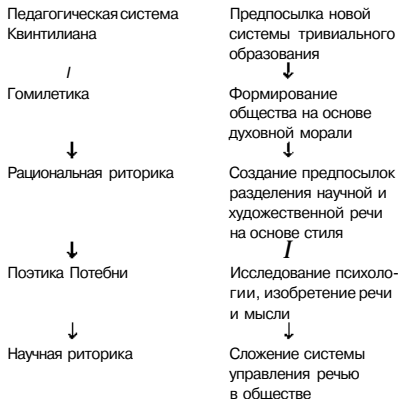 Педагогическая система
Квинтилиана
Предпосылка новой
системы тривиального
образования
Гомилетика
Формирование
общества на основе
духовной морали
Рациональная риторика
Создание предпосылок
разделения научной и
художественной речи
на основе стиля
Поэтика Потебни
Исследование психоло-
гии, изобретение речи
и мысли
Научная риторика
Сложение системы
управления речью
в обществе